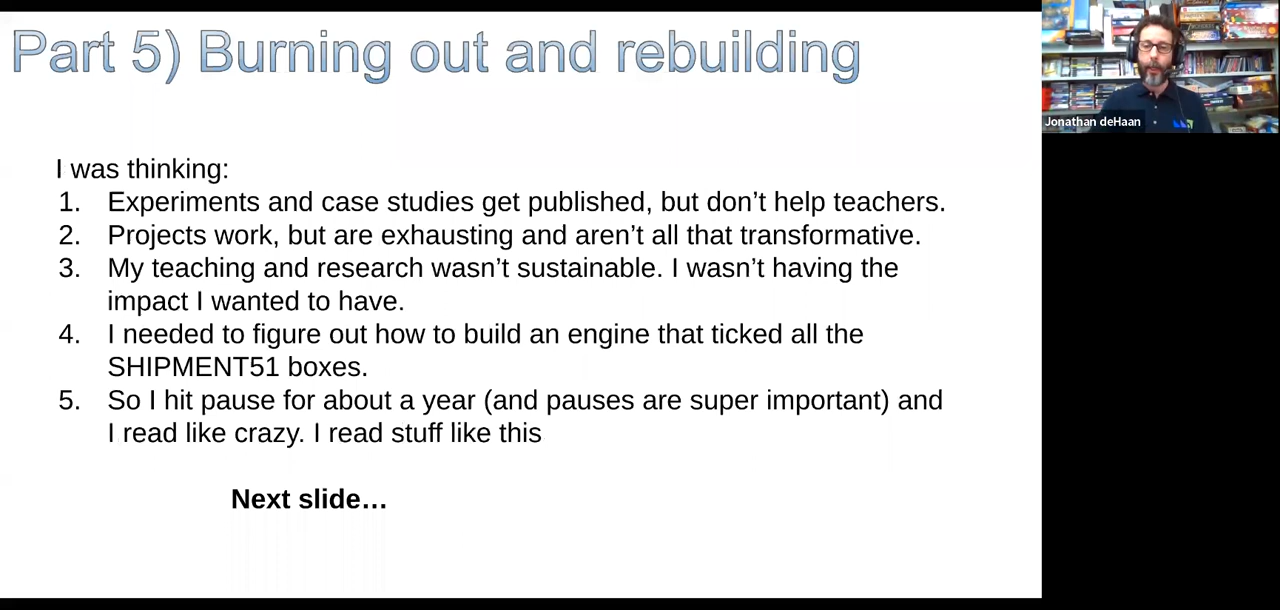 Part 5) Burning out and rebuilding
Jonathan deHaan
I was thinking:
1. Experiments and case studies get published, but don’t help teachers.
2. Projects work, but are exhausting and aren’t all that transformative.
3. My teaching and research wasn’t sustainable. I wasn’t having the
impact I wanted to have.
4. I needed to figure out how to build an engine that ticked all the
SHIPMENT51 boxes.
5. So I hit pause for about a year (and pauses are super important) and
I read like crazy. I read stuff like this
Next slide…